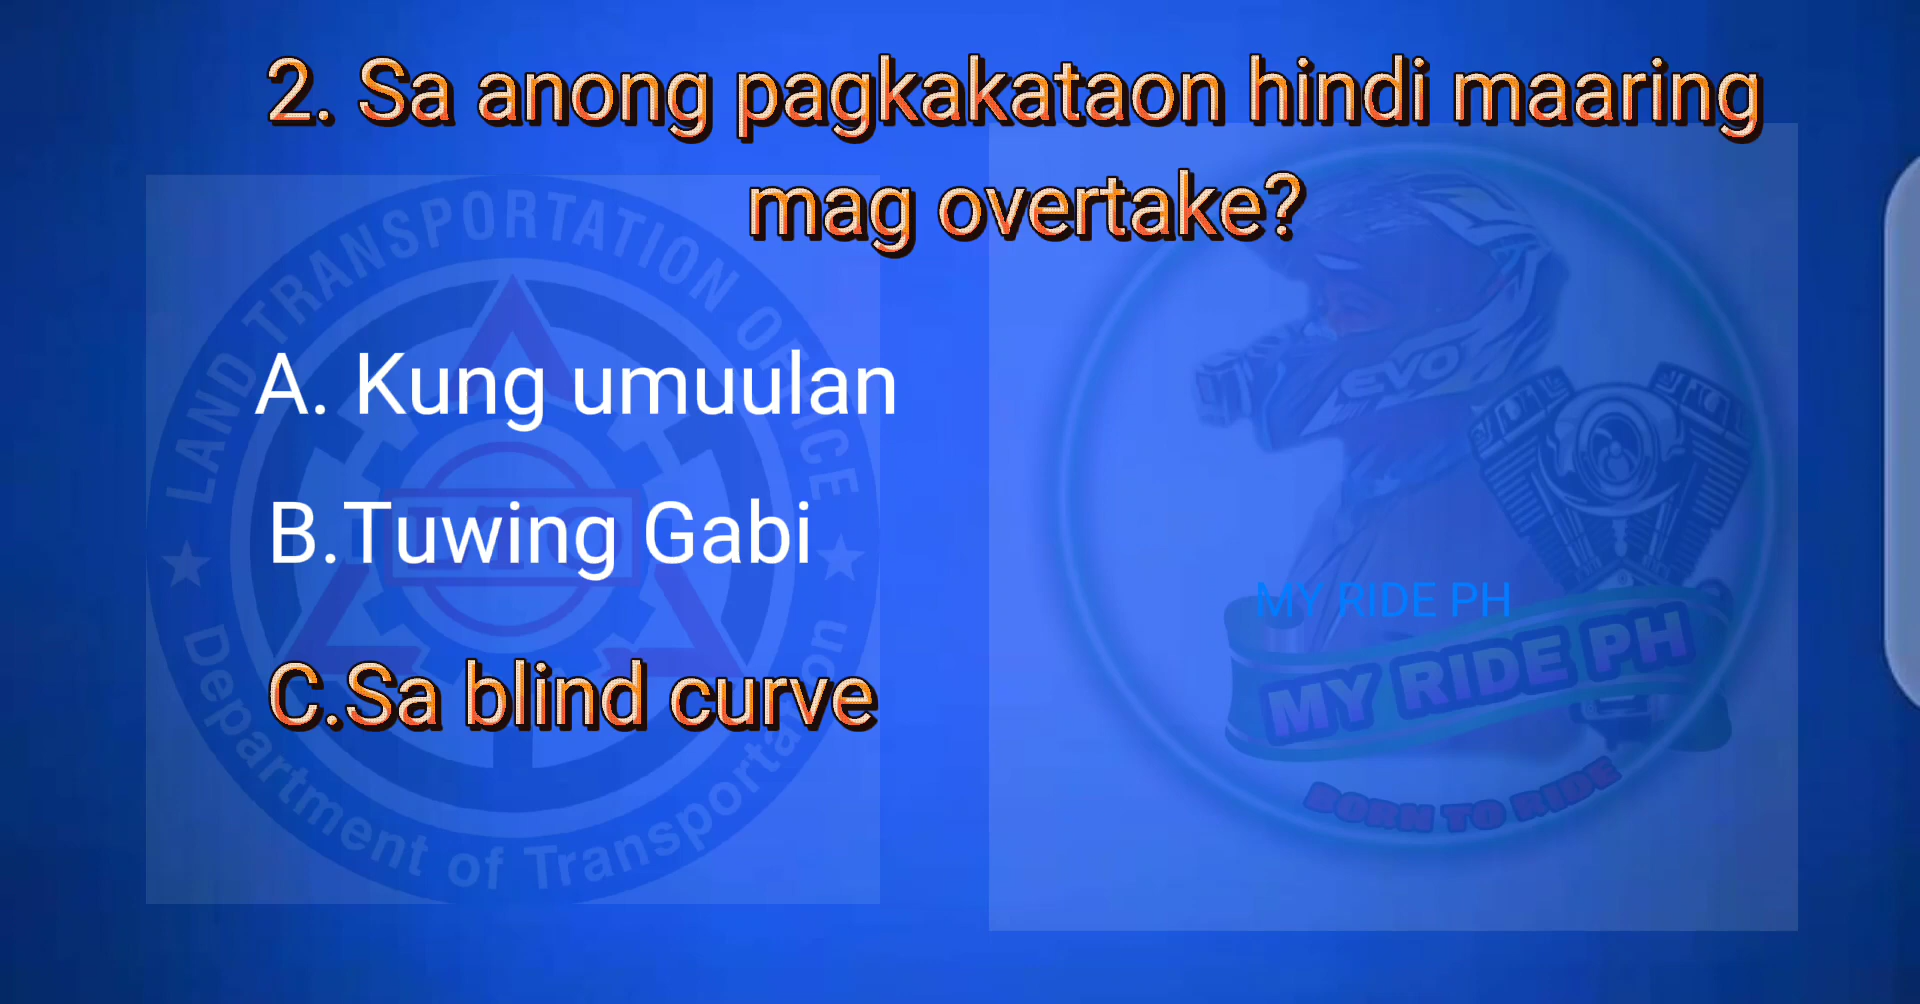 2. Sa anong pagkakataon hindi maaring
mag overtake?
LAND TRANSPORTATION OFFICE
A. Kung umuulan
B.Tuwing Gabi
C.Sa blind curve
LTO
Department of Transportation
EVO
MY RIDE PH
MY RIDE PH
BORN TO RIDE